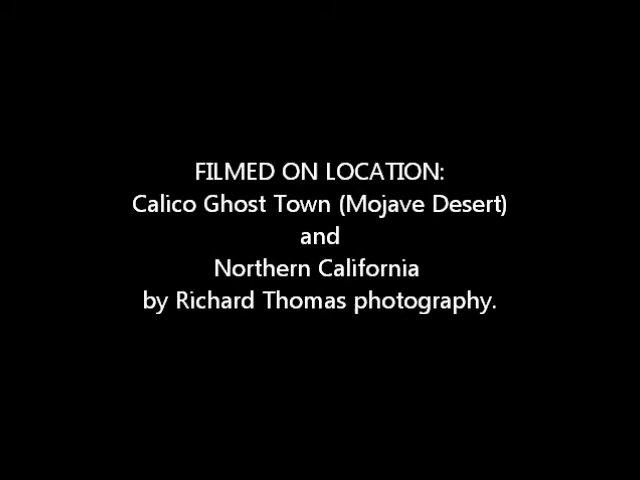 FILMED ON LOCATION:
Calico Ghost Town (Mojave Desert)
and
Northern California
by Richard Thomas photography.